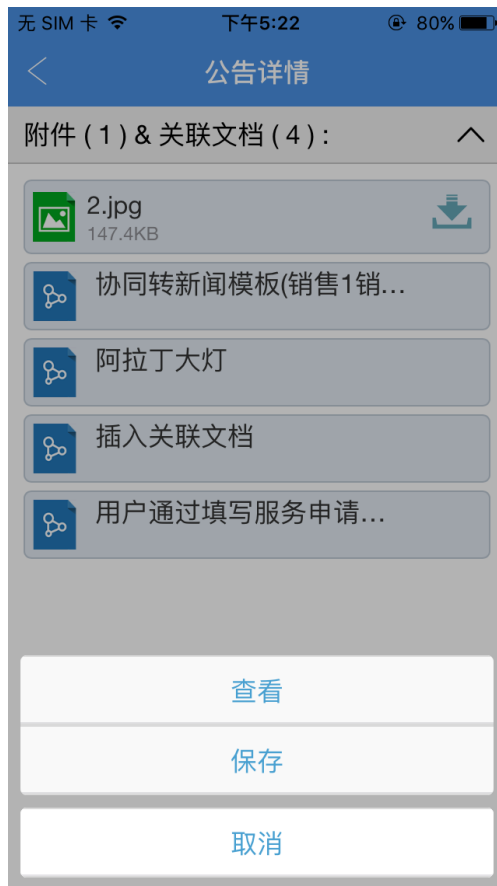 无 SIM 卡 下午5:22 80%
公告详情
附件 ( 1 ) & 关联文档 ( 4 ) :
2.jpg
147.4KB
协同转新闻模板(销售1销...
阿拉丁大灯
插入关联文档
用户通过填写服务申请...
查看
保存
取消